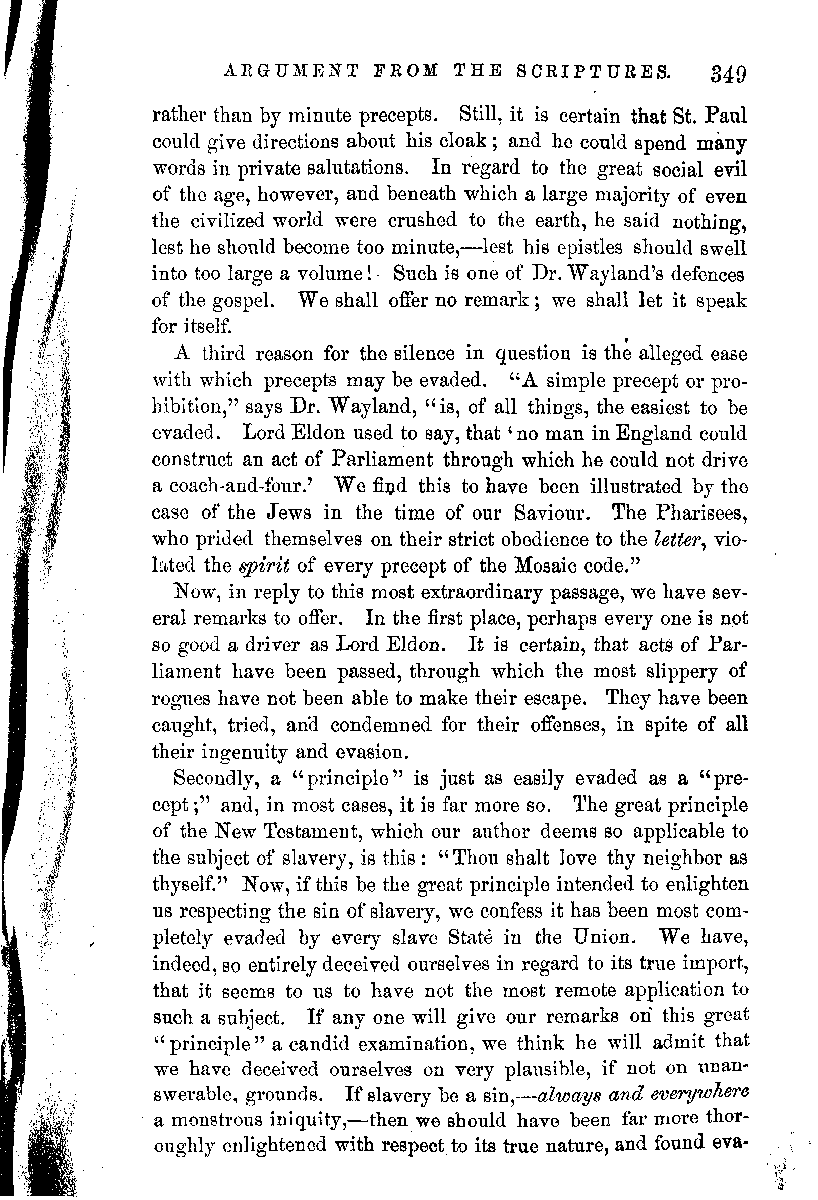 ARGUMENT FROM THE SCRIPTURES. 349
rather than by minute precepts. Still, it is certain that St. Paul
could give directions about his cloak; and he could spend many
words in private salutations. In regard to the great social evil
of the age, however, and beneath which a large majority of even
the civilized world were crushed to the earth, he said nothing,
lest he should become too minute,—lest his epistles should swell
into too large a volume! Such is one of Dr. Wayland's defences
of the gospel. We shall offer no remark; we shall let it speak
for itself.
A third reason for the silence in question is the alleged ease
with which precepts may be evaded. "A simple precept or pro-
hibition," says Dr. Wayland, "is, of all things, the easiest to be
evaded. Lord Eldon used to say, that 'no man in England could
construct an act of Parliament through which he could not drive
a coach-and-four.' We find this to have been illustrated by the
case of the Jews in the time of our Saviour. The Pharisees,
who prided themselves on their strict obedience to the letter, vio-
lated the spirit of every precept of the Mosaic code."
Now, in reply to this most extraordinary passage, we have sev-
eral remarks to offer. In the first place, perhaps every one is not
so good a driver as Lord Eldon. It is certain, that acts of Par-
liament have been passed, through which the most slippery of
rogues have not been able to make their escape. They have been
caught, tried, and condemned for their offenses, in spite of all
their ingenuity and evasion.
Secondly, a "principle" is just as easily evaded as a "pre-
cept;" and, in most cases, it is far more so. The great principle
of the New Testament, which our author deems so applicable to
the subject of slavery, is this: "Thou shalt love thy neighbor as
thyself." Now, if this be the great principle intended to enlighten
us respecting the sin of slavery, we confess it has been most com-
pletely evaded by every slave State in the Union. We have,
indeed, so entirely deceived ourselves in regard to its true import,
that it seems to us to have not the most remote application to
such a subject. If any one will give our remarks on this great
"principle" a candid examination, we think he will admit that
we have deceived ourselves on very plausible, if not on unan-
swerable, grounds. If slavery be a sin,—always and everywhere
a monstrous iniquity,—then we should have been far more thor-
oughly enlightened with respect to its true nature, and found eva-